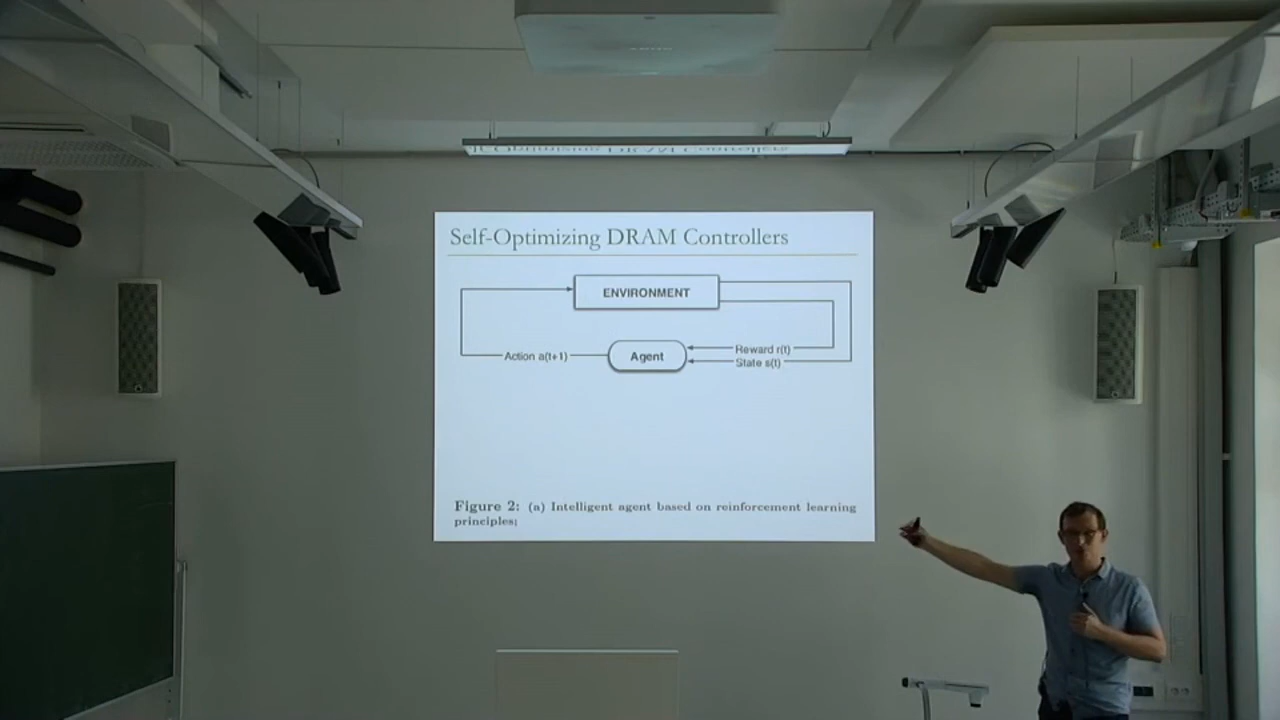 Self-Optimizing DRAM Controllers
ENVIRONMENT
Action a(t+1)
Agent
Reward r(t)
State s(t)
Figure 2: (a) Intelligent agent based on reinforcement learning
principles;